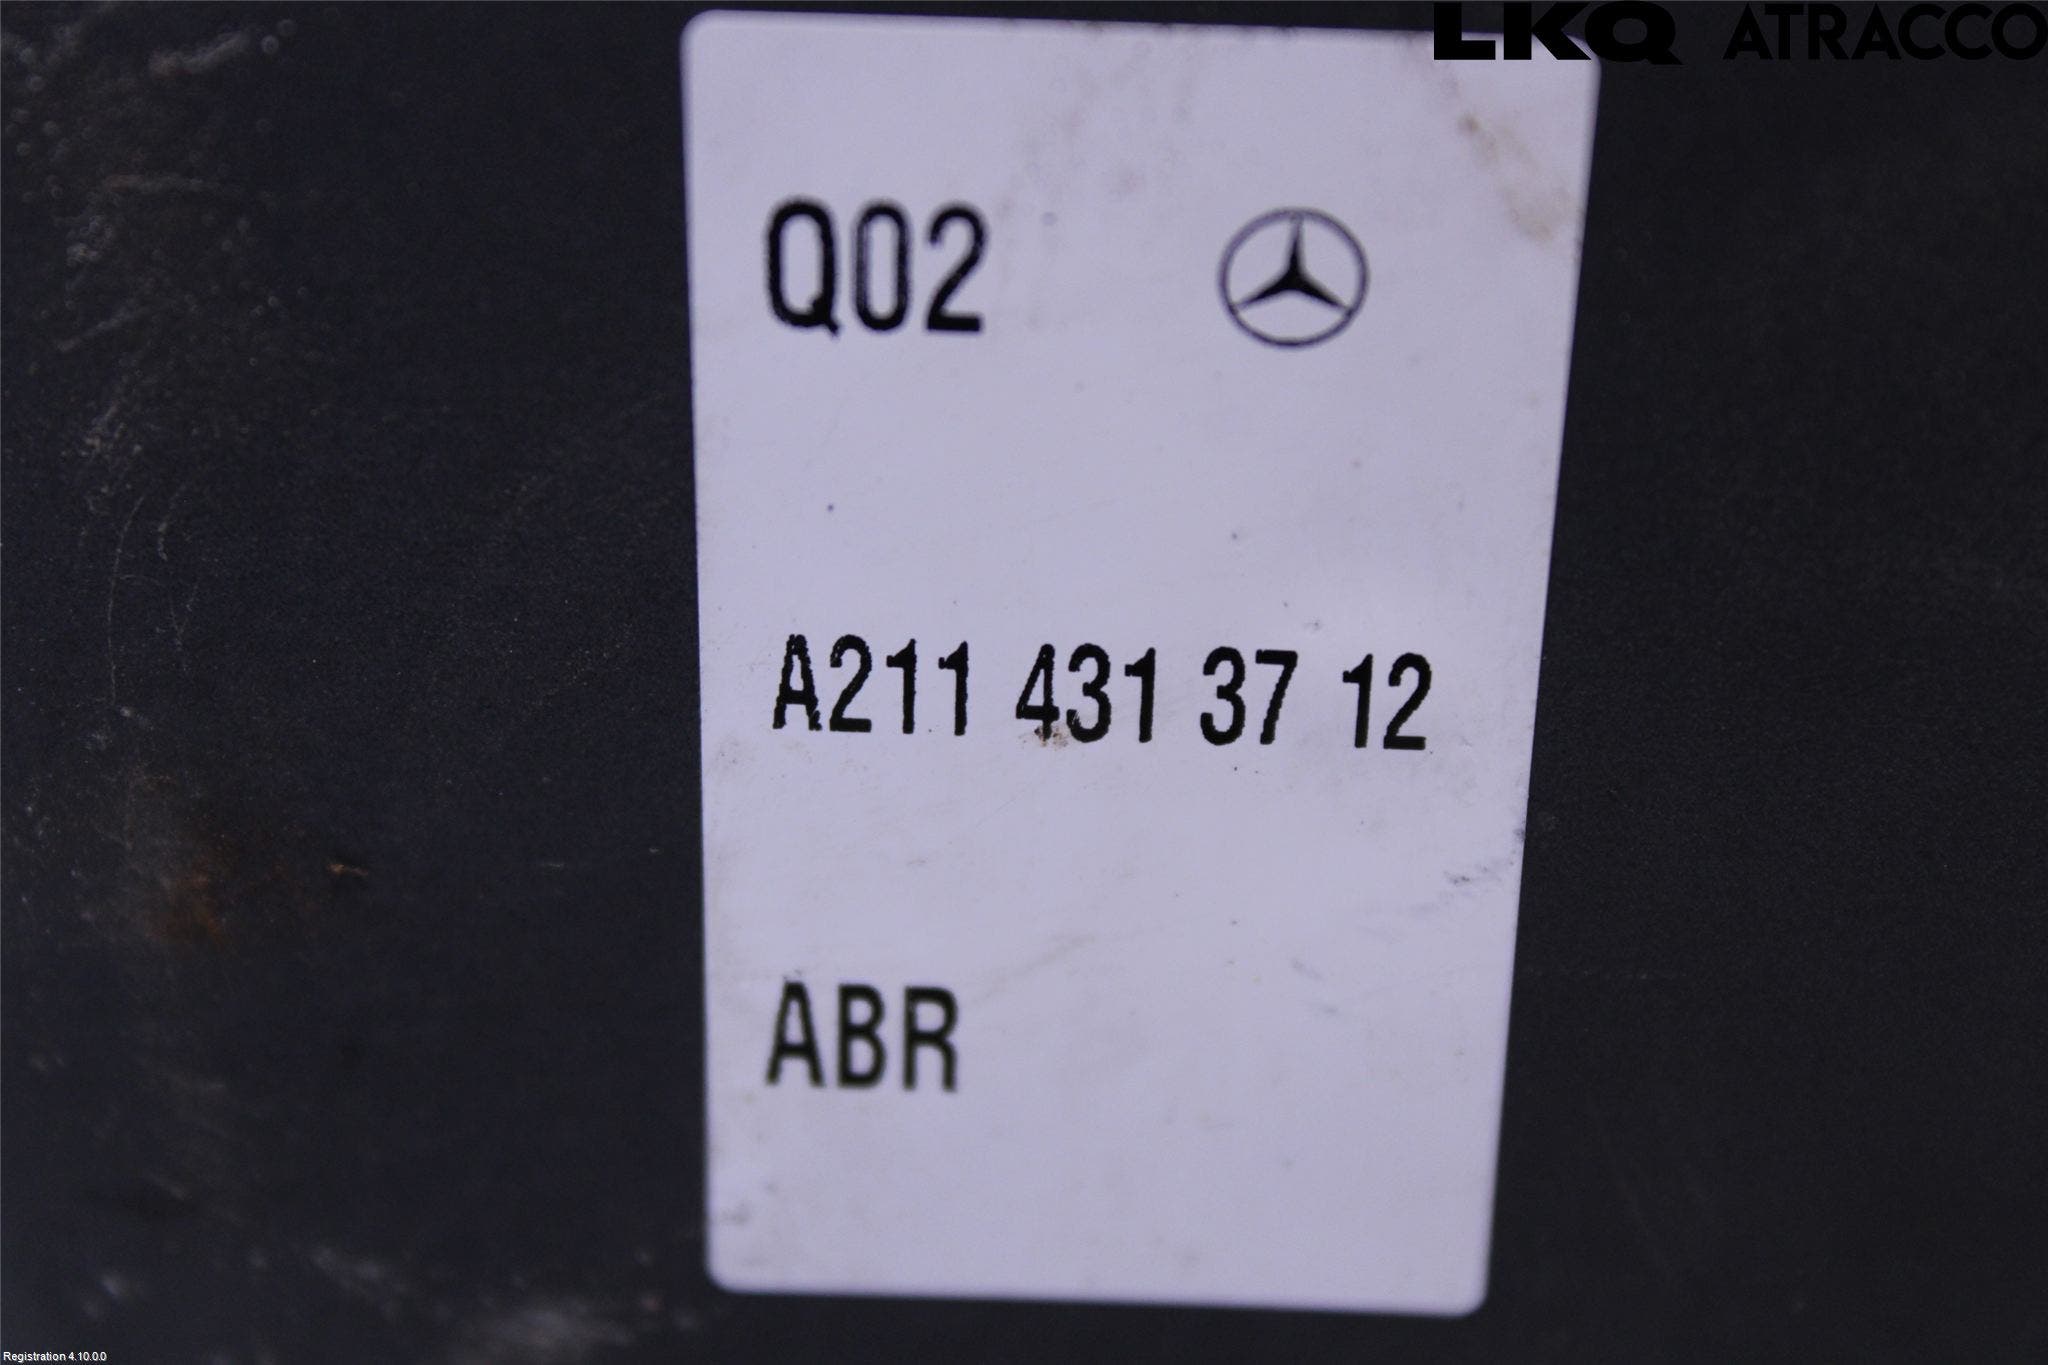 LKQ ATRACCO
Q02
A211 431 37 12
ABR
Registration 4.10.0.0